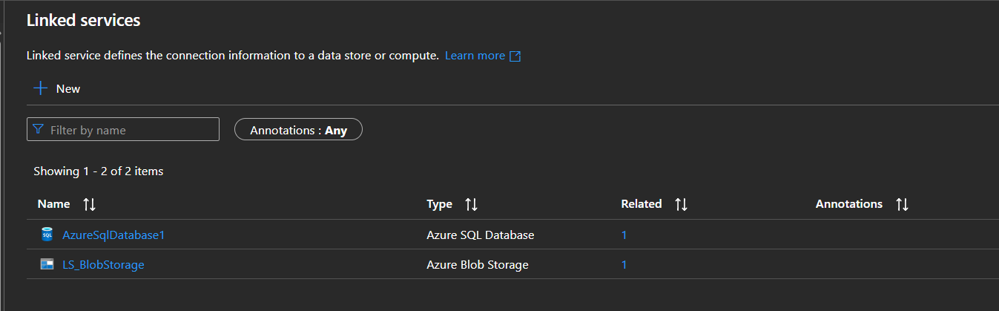 Linked services
Linked service defines the connection information to a data store or compute. Learn more
New
Filter by name
Annotations : Any
Showing 1 - 2 of 2 items
Name Type Related Annotations
SQL AzureSqlDatabase1 Azure SQL Database 1
LS_BlobStorage Azure Blob Storage 1